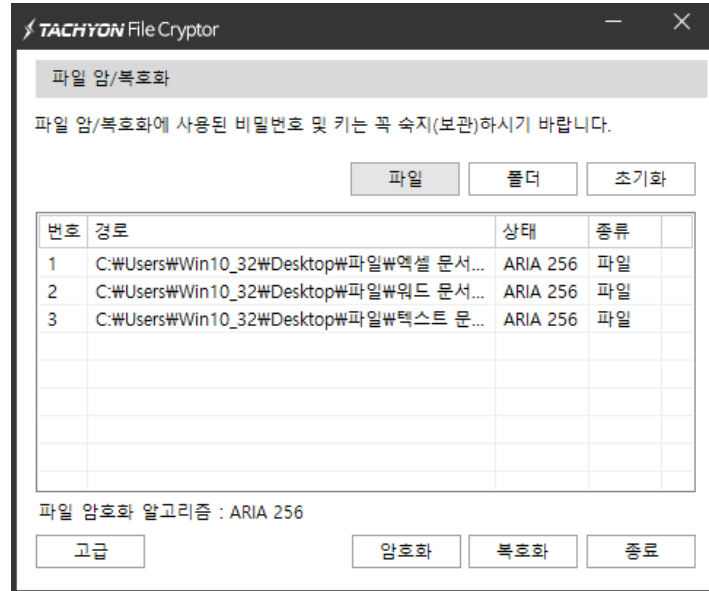 TACHYON File Cryptor
파일 암/복호화
파일 암/복호화에 사용된 비밀번호 및 키는 꼭 숙지(보관)하시기 바랍니다.
파일 폴더 초기화
번호 경로 상태 종류
1 C:₩Users₩Win10_32₩Desktop₩파일₩엑셀 문서... ARIA 256 파일
2 C:₩Users₩Win10_32₩Desktop₩파일₩워드 문서... ARIA 256 파일
3 C:₩Users₩Win10_32₩Desktop₩파일₩텍스트 문... ARIA 256 파일
파일 암호화 알고리즘 : ARIA 256
고급 암호화 복호화 종료